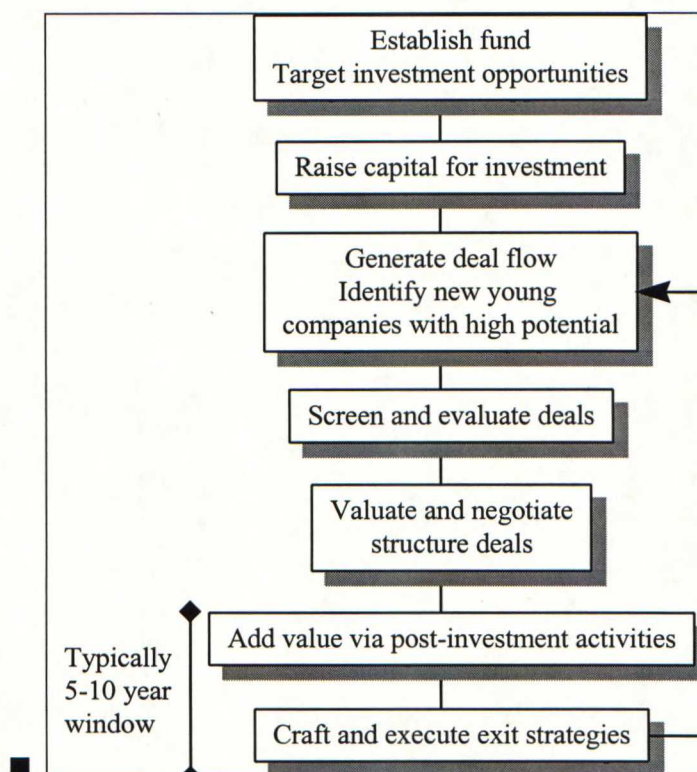 Establish fund
Target investment opportunities
Raise capital for investment
Generate deal flow
Identify new young
companies with high potential
Screen and evaluate deals
Valuate and negotiate
structure deals
Add value via post-investment activities
Typically
5-10 year
window
Craft and execute exit strategies